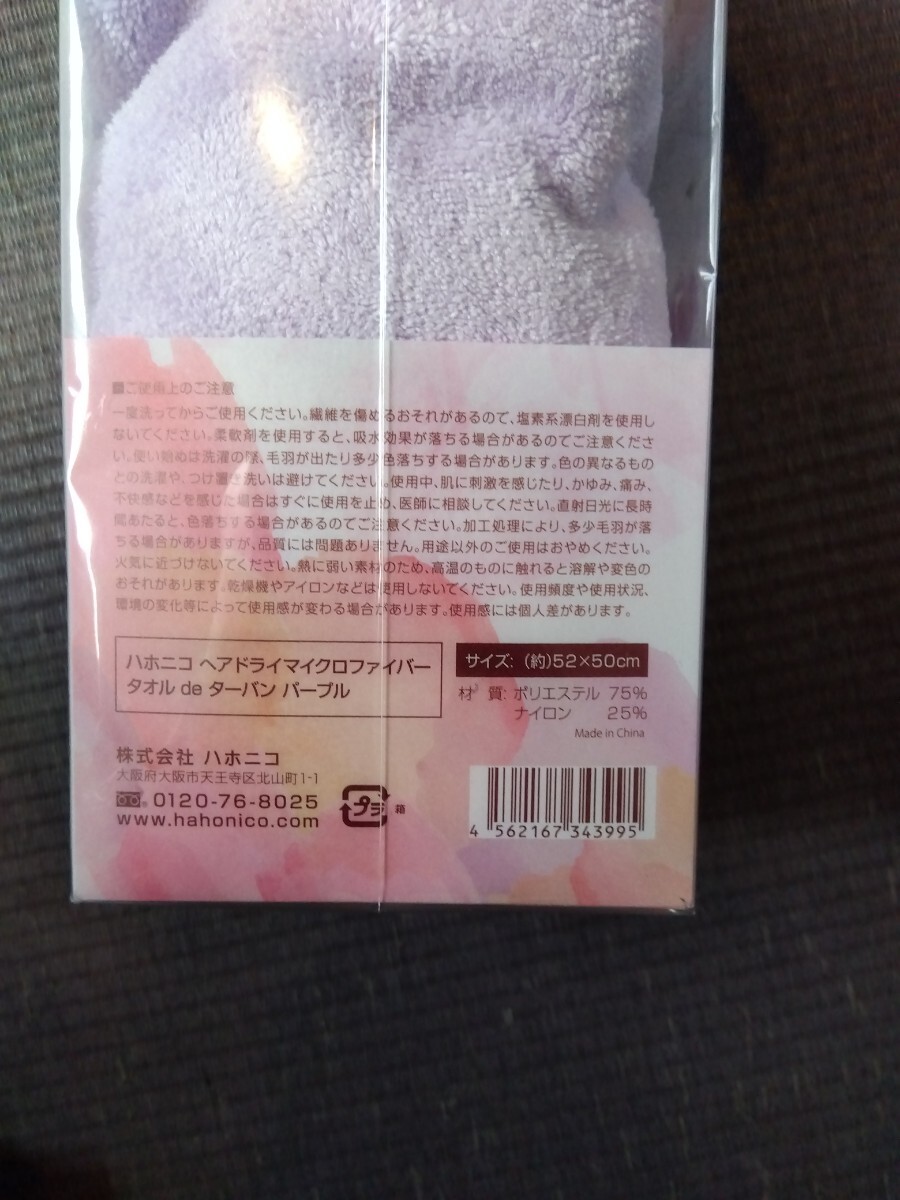 ■ご使用上のご注意
一度洗ってからご使用ください。繊維を傷めるおそれがあるので、塩素系漂白剤を使用し
ないでください。柔軟剤を使用すると、吸水効果が落ちる場合があるのでご注意くださ
い。使い始めは洗濯の際、毛羽が出たり多少色落ちする場合があります。色の異なるもの
との洗濯や、つけ置き洗いは避けてください。使用中、肌に刺激を感じたり、かゆみ、痛み、
不快感などを感じた場合はすぐに使用を止め、医師に相談してください。直射日光に長時
間あたると、色落ちする場合があるのでご注意ください。加工処理により、多少毛羽が落
ちる場合がありますが、品質には問題ありません。用途以外のご使用はおやめください。
火気に近づけないでください。熱に弱い素材のため、高温のものに触れると溶解や変色の
おそれがあります。乾燥機やアイロンなどは使用しないでください。使用頻度や使用状況、
環境の変化等によって使用感が変わる場合があります。使用感には個人差があります。
ハホニコ ヘアドライマイクロファイバー
タオル de ターバン パープル
サイズ: (約)52×50cm
材 質: ポリエステル 75%
ナイロン 25%
Made in China
株式会社 ハホニコ
大阪府大阪市天王寺区北山町1-1
0120-76-8025
www.hahonico.com
プラ 箱
4 562167 343995